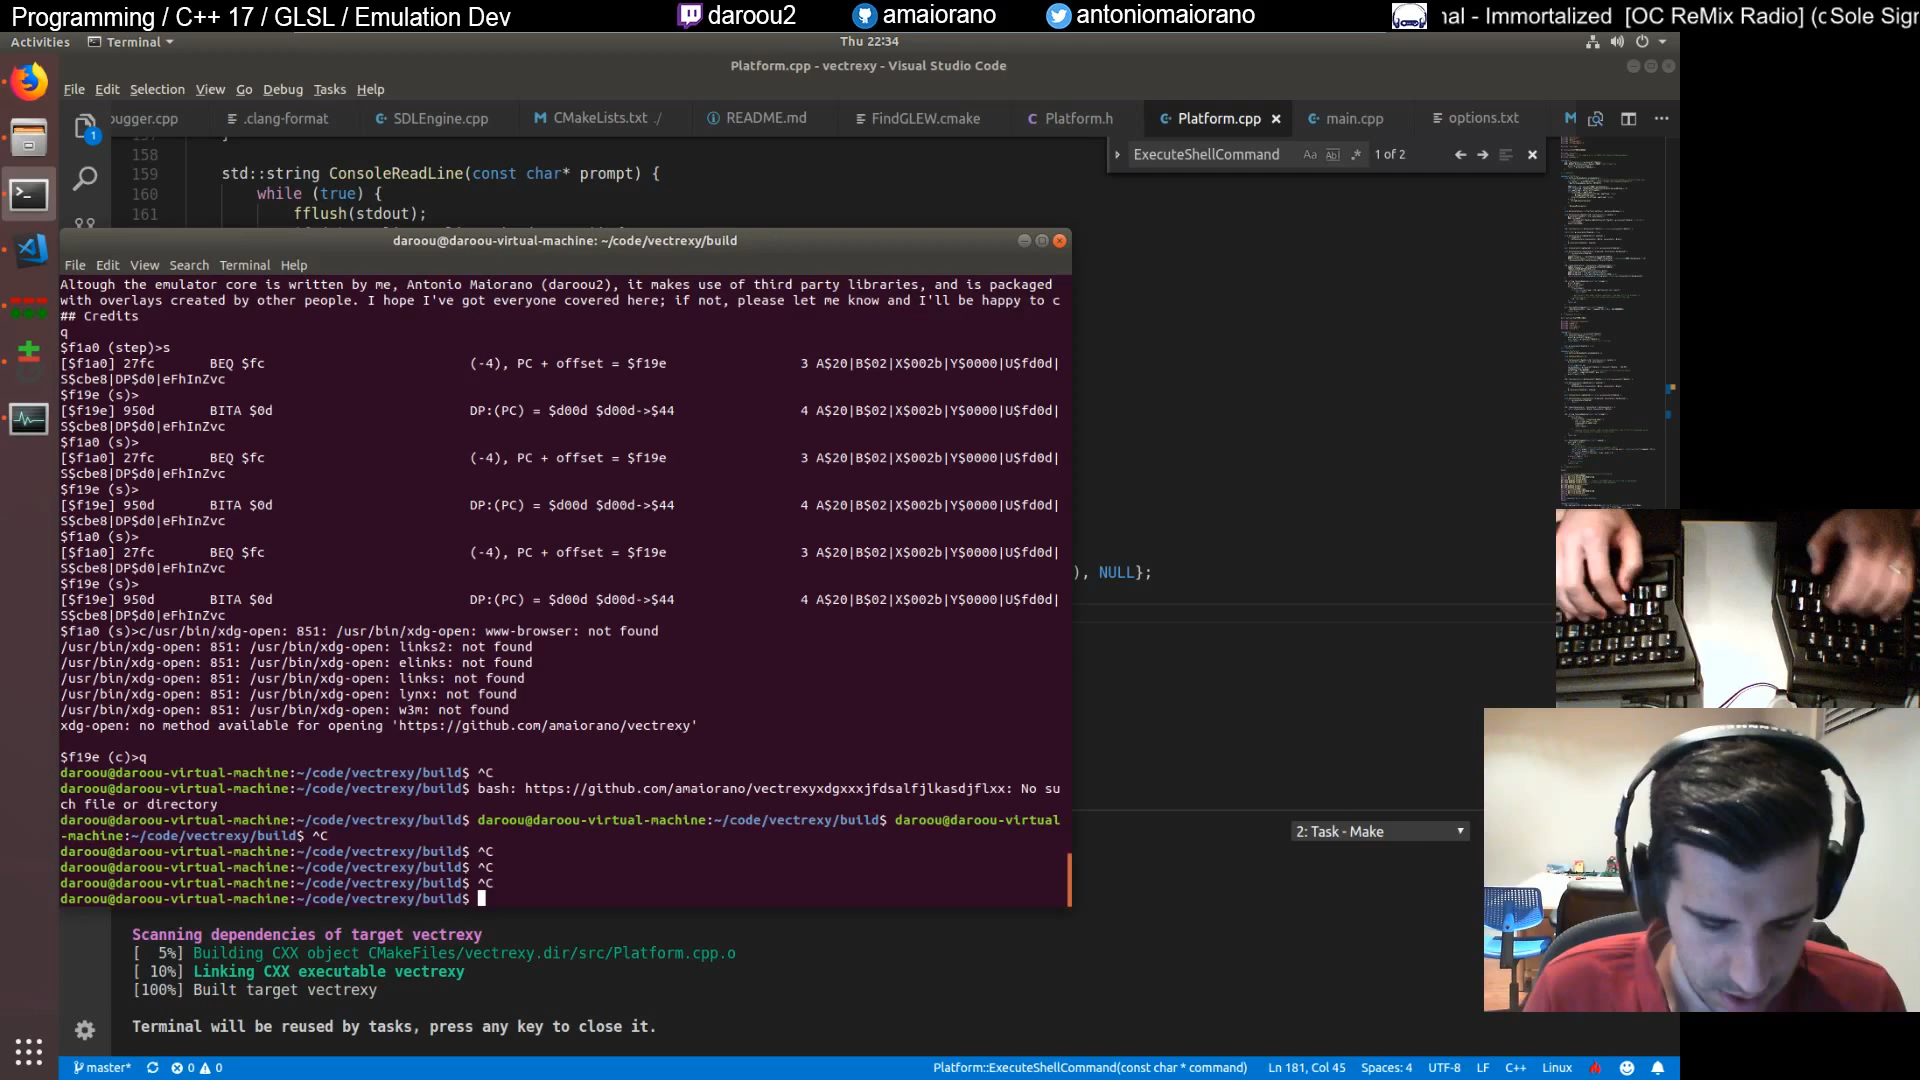 Programming / C++ 17 / GLSL / Emulation Dev
daroou2
amaiorano
antoniomaiorano
- Immortalized [OC ReMix Radio] (
Activities
Terminal
Thu 22:34
Platform.cpp - vectrexy - Visual Studio Code
File Edit Selection View Go Debug Tasks Help
1
.clang-format
SDLEngine.cpp
CMakeLists.txt ./
README.md
FindGLEW.cmake
Platform.h
Platform.cpp
main.cpp
options.txt
ExecuteShellCommand
1 of 2
158
159 std::string ConsoleReadLine(const char* prompt) {
160 while (true) {
161 fflush(stdout);
daroou@daroou-virtual-machine: ~/code/vectrexy/build
File Edit View Search Terminal Help
Altough the emulator core is written by me, Antonio Maiorano (daroou2), it makes use of third party libraries, and is packaged
with overlays created by other people. I hope I've got everyone covered here; if not, please let me know and I'll be happy to c
## Credits
q
$f1a0 (step)>s
[$f1a0] 27fc BEQ $fc (-4), PC + offset = $f19e 3 A$20|B$02|X$002b|Y$0000|U$fd0d|
S$cbe8|DP$d0|eFhInZvc
$f19e (s)>
[$f19e] 950d BITA $0d DP:(PC) = $d00d $d00d->$44 4 A$20|B$02|X$002b|Y$0000|U$fd0d|
S$cbe8|DP$d0|eFhInZvc
$f1a0 (s)>
[$f1a0] 27fc BEQ $fc (-4), PC + offset = $f19e 3 A$20|B$02|X$002b|Y$0000|U$fd0d|
S$cbe8|DP$d0|eFhInZvc
$f19e (s)>
[$f19e] 950d BITA $0d DP:(PC) = $d00d $d00d->$44 4 A$20|B$02|X$002b|Y$0000|U$fd0d|
S$cbe8|DP$d0|eFhInZvc
$f1a0 (s)>
[$f1a0] 27fc BEQ $fc (-4), PC + offset = $f19e 3 A$20|B$02|X$002b|Y$0000|U$fd0d|
S$cbe8|DP$d0|eFhInZvc
$f19e (s)>
[$f19e] 950d BITA $0d DP:(PC) = $d00d $d00d->$44 4 A$20|B$02|X$002b|Y$0000|U$fd0d|
S$cbe8|DP$d0|eFhInZvc
$f1a0 (s)>c/usr/bin/xdg-open: 851: /usr/bin/xdg-open: www-browser: not found
/usr/bin/xdg-open: 851: /usr/bin/xdg-open: links2: not found
/usr/bin/xdg-open: 851: /usr/bin/xdg-open: elinks: not found
/usr/bin/xdg-open: 851: /usr/bin/xdg-open: links: not found
/usr/bin/xdg-open: 851: /usr/bin/xdg-open: lynx: not found
/usr/bin/xdg-open: 851: /usr/bin/xdg-open: w3m: not found
xdg-open: no method available for opening 'https://github.com/amaiorano/vectrexy'
), NULL};
$f19e (c)>q
daroou@daroou-virtual-machine:~/code/vectrexy/build$ ^C
daroou@daroou-virtual-machine:~/code/vectrexy/build$ bash: https://github.com/amaiorano/vectrexyxdgxxxjfdsalfjlkasdjflxx: No su
ch file or directory
daroou@daroou-virtual-machine:~/code/vectrexy/build$ daroou@daroou-virtual-machine:~/code/vectrexy/build$ daroou@daroou-virtual
-machine:~/code/vectrexy/build$ ^C
daroou@daroou-virtual-machine:~/code/vectrexy/build$ ^C
daroou@daroou-virtual-machine:~/code/vectrexy/build$ ^C
daroou@daroou-virtual-machine:~/code/vectrexy/build$ ^C
daroou@daroou-virtual-machine:~/code/vectrexy/build$
2: Task - Make
Scanning dependencies of target vectrexy
[ 5%] Building CXX object CMakeFiles/vectrexy.dir/src/Platform.cpp.o
[ 10%] Linking CXX executable vectrexy
[100%] Built target vectrexy
Terminal will be reused by tasks, press any key to close it.
master* 0 0 Platform::ExecuteShellCommand(const char * command) Ln 181, Col 45 Spaces: 4 UTF-8 LF C++ Linux